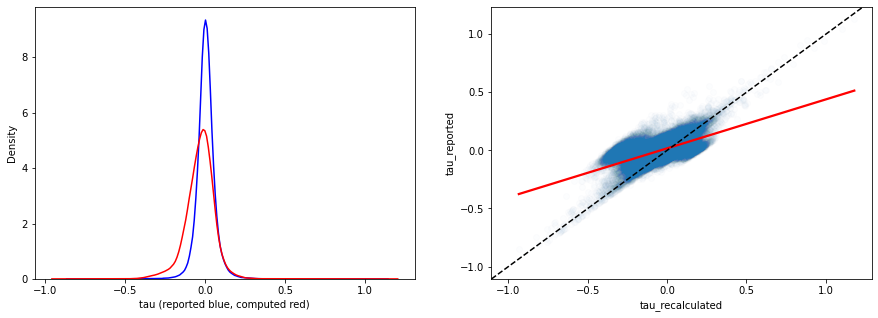 Density
8
6
4
2
0
-1.0 -0.5 0.0 0.5 1.0
tau (reported blue, computed red)
tau_reported
1.0
0.5
0.0
−0.5
−1.0
−1.0 −0.5 0.0 0.5 1.0
tau_recalculated